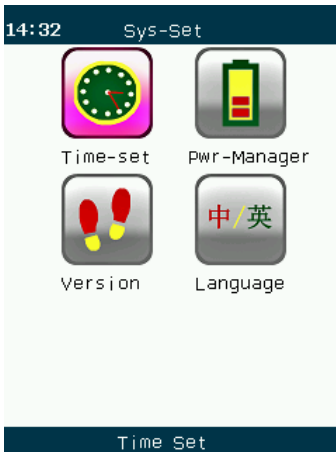 14:32 Sys-Set
Time-set Pwr-Manager
中/英
Version Language
Time Set